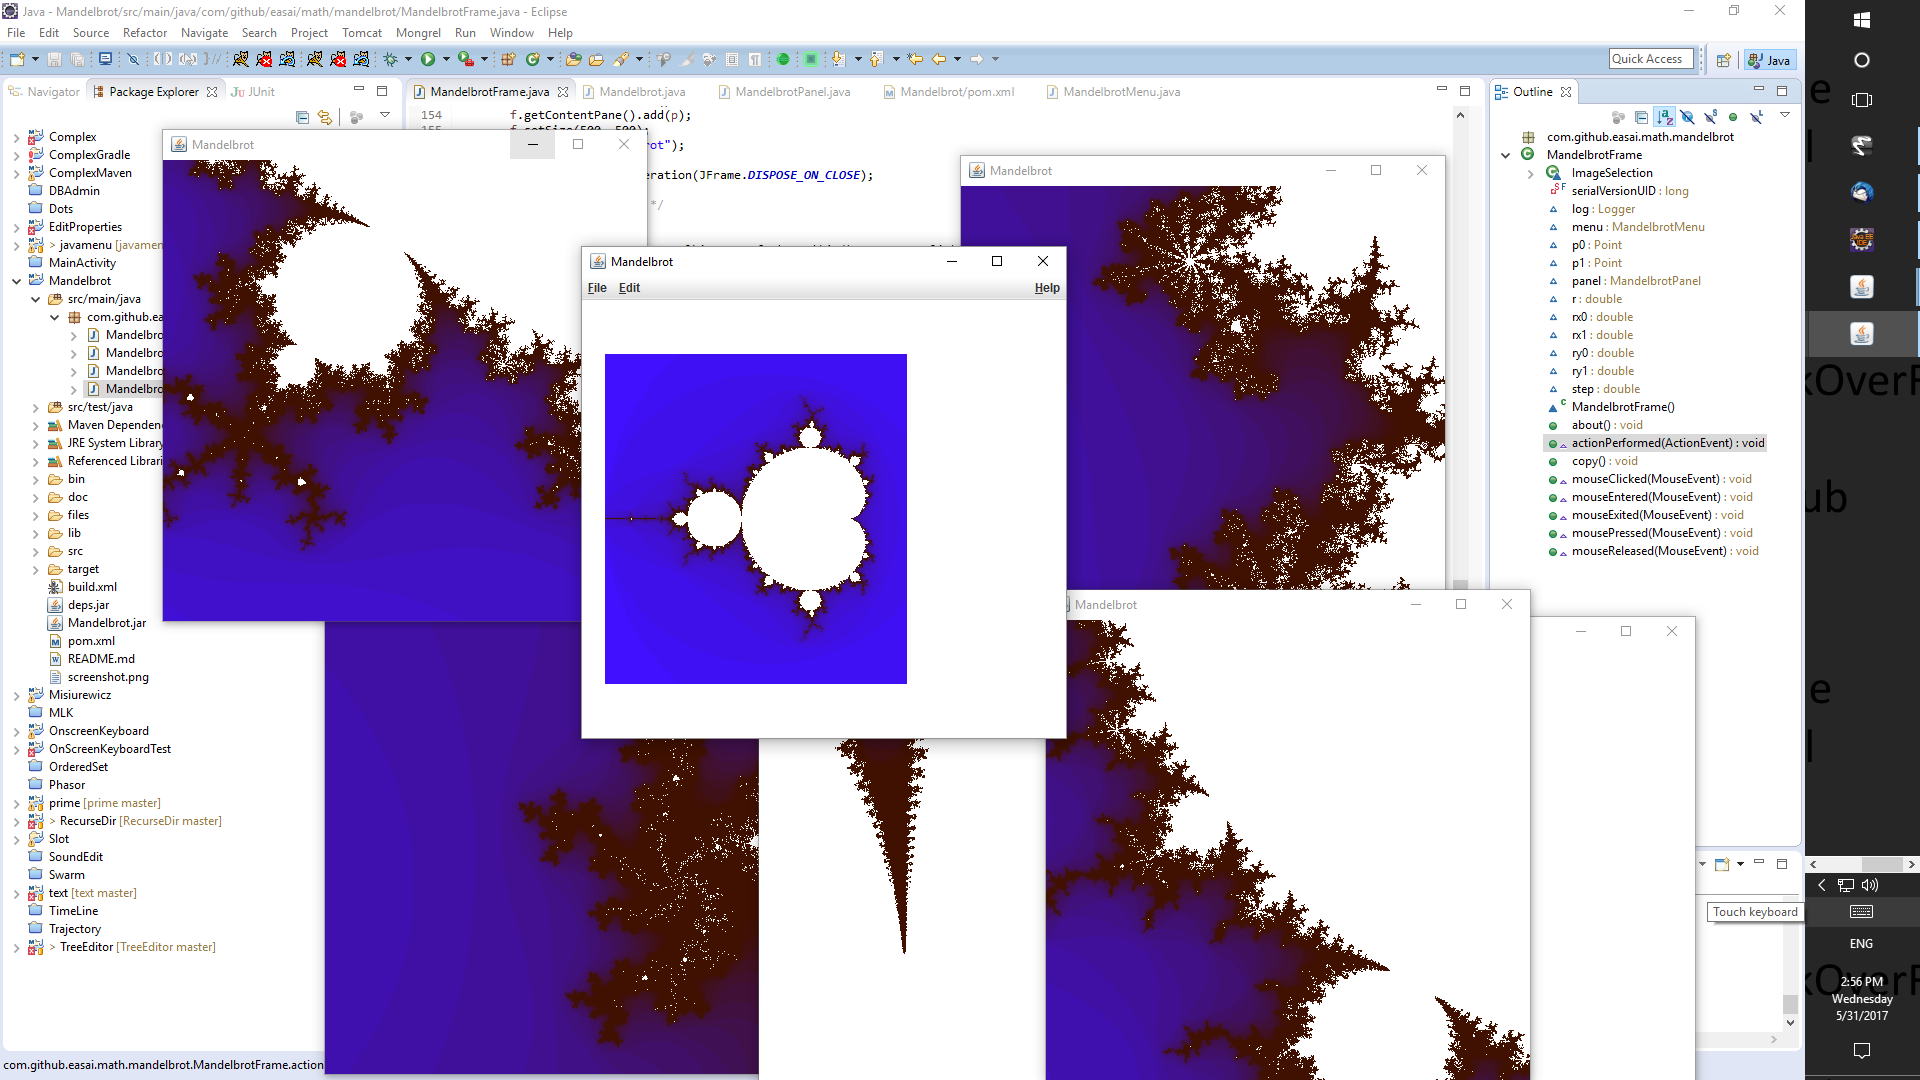 Java - Mandelbrot/src/main/java/com/github/easai/math/mandelbrot/MandelbrotFrame.java - Eclipse
File Edit Source Refactor Navigate Search Project Tomcat Mongrel Run Window Help
Quick Access
Java
Navigator
Package Explorer
JUnit
MandelbrotFrame.java
Mandelbrot.java
MandelbrotPanel.java
Mandelbrot/pom.xml
MandelbrotMenu.java
Outline
Complex
ComplexGradle
ComplexMaven
DBAdmin
Dots
EditProperties
> javamenu [javamen
MainActivity
Mandelbrot
src/main/java
com.github.ea
Mandelbro
Mandelbro
Mandelbro
Mandelbro
src/test/java
Maven Dependenc
JRE System Library
Referenced Librari
bin
doc
files
lib
src
target
build.xml
deps.jar
Mandelbrot.jar
pom.xml
README.md
screenshot.png
Misiurewicz
MLK
OnscreenKeyboard
OnScreenKeyboardTest
OrderedSet
Phasor
prime [prime master]
> RecurseDir [RecurseDir master]
Slot
SoundEdit
Swarm
text [text master]
TimeLine
Trajectory
> TreeEditor [TreeEditor master]
com.github.easai.math.mandelbrot.MandelbrotFrame.action
154 f.getContentPane().add(p);
155 f.setSize(500, 500);
rot");
eration(JFrame.DISPOSE_ON_CLOSE);
*/
Mandelbrot
Mandelbrot
Mandelbrot
File Edit Help
Mandelbrot
com.github.easai.math.mandelbrot
MandelbrotFrame
ImageSelection
serialVersionUID : long
log : Logger
menu : MandelbrotMenu
p0 : Point
p1 : Point
panel : MandelbrotPanel
r : double
rx0 : double
rx1 : double
ry0 : double
ry1 : double
step : double
MandelbrotFrame()
about() : void
actionPerformed(ActionEvent) : void
copy() : void
mouseClicked(MouseEvent) : void
mouseEntered(MouseEvent) : void
mouseExited(MouseEvent) : void
mousePressed(MouseEvent) : void
mouseReleased(MouseEvent) : void
e
l
kOverF
ub
e
l
Touch keyboard
ENG
kOverF
2:56 PM
Wednesday
5/31/2017